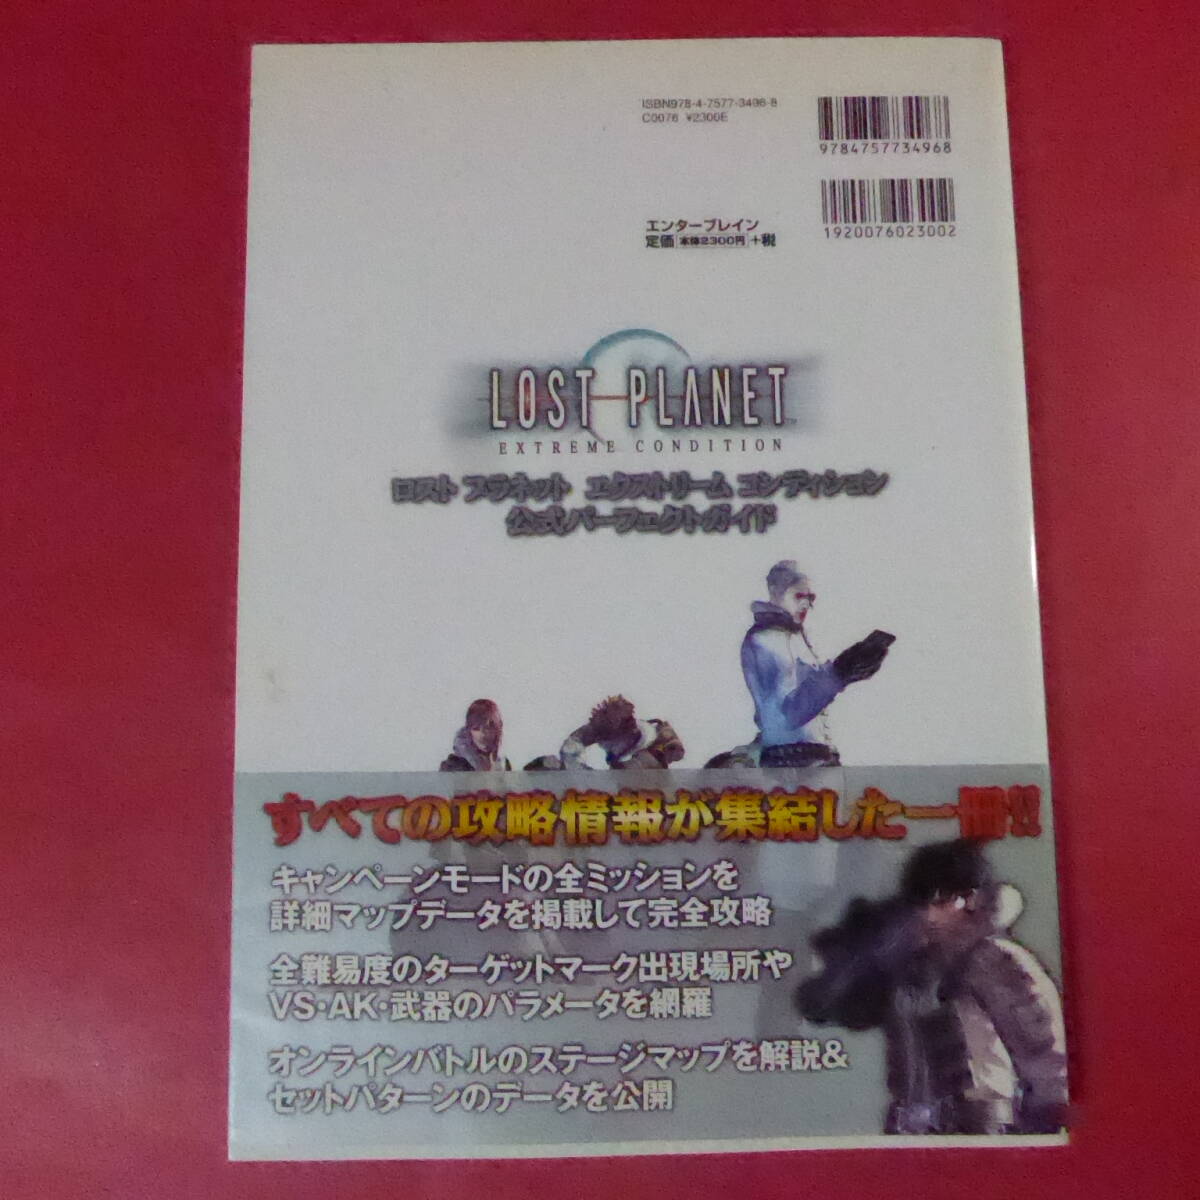 ISBN978-4-7577-3496-8
C0076 ¥2300E
9784757734968
1920076023002
エンターブレイン
定価 本体2300円 +税
LOST PLANET
EXTREME CONDITION
ロスト プラネット エクストリーム コンディション
公式パーフェクトガイド
すべての攻略情報が集結した一冊!!
キャンペーンモードの全ミッションを
詳細マップデータを掲載して完全攻略
全難易度のターゲットマーク出現場所や
VS・AK・武器のパラメータを網羅
オンラインバトルのステージマップを解説&
セットパターンのデータを公開